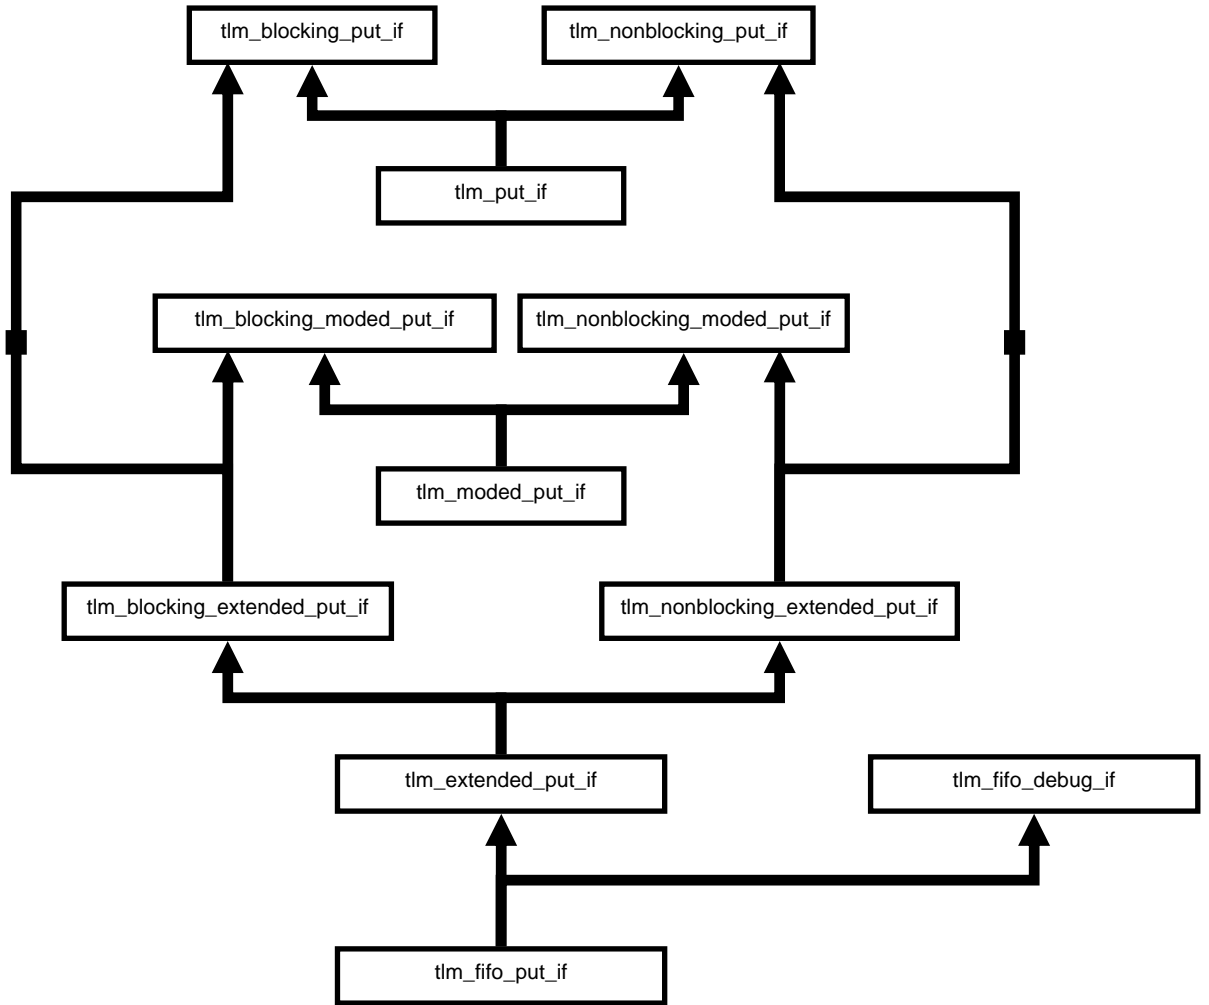 tlm_blocking_put_if
tlm_nonblocking_put_if
tlm_put_if
tlm_blocking_moded_put_if
tlm_nonblocking_moded_put_if
tlm_moded_put_if
tlm_blocking_extended_put_if
tlm_nonblocking_extended_put_if
tlm_extended_put_if
tlm_fifo_debug_if
tlm_fifo_put_if